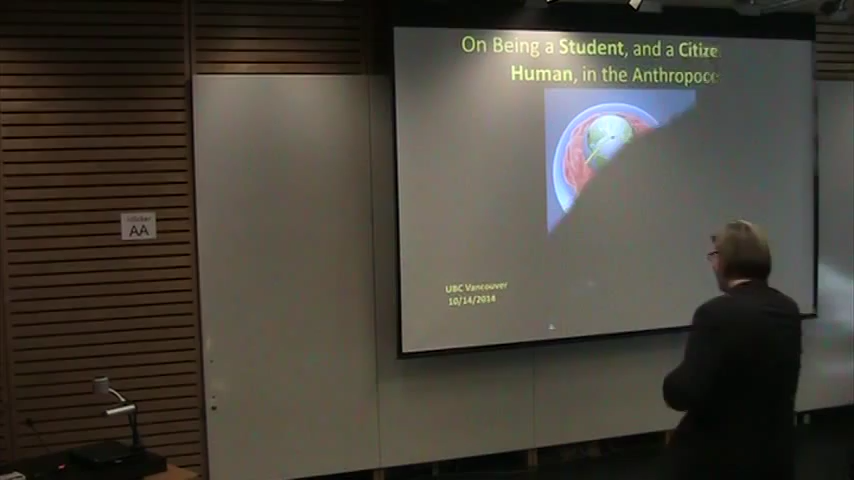 On Being a Student, and a Citize
Human, in the Anthropoce
UBC Vancouver
10/14/2014
AA